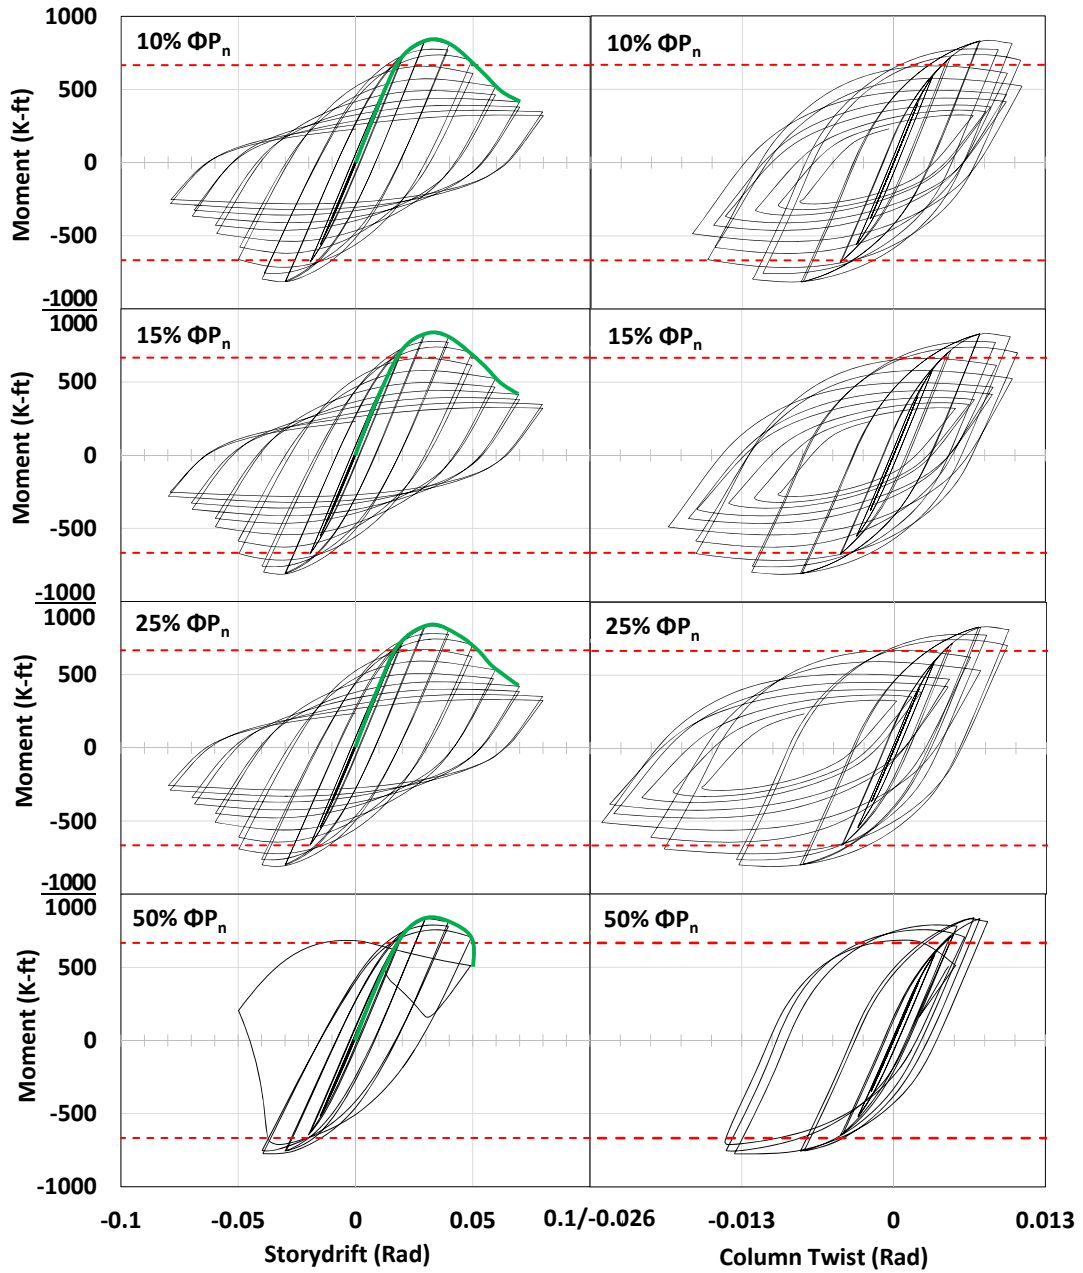 1000
500
0
-500
-1000
Moment (K-ft)
10% ΦPₙ
10% ΦPₙ
1000
500
0
-500
-1000
Moment (K-ft)
15% ΦPₙ
15% ΦPₙ
1000
500
0
-500
-1000
Moment (K-ft)
25% ΦPₙ
25% ΦPₙ
1000
500
0
-500
-1000
Moment (K-ft)
50% ΦPₙ
50% ΦPₙ
-0.1 -0.05 0 0.05 0.1/-0.026 -0.013 0 0.013
Storydrift (Rad) Column Twist (Rad)